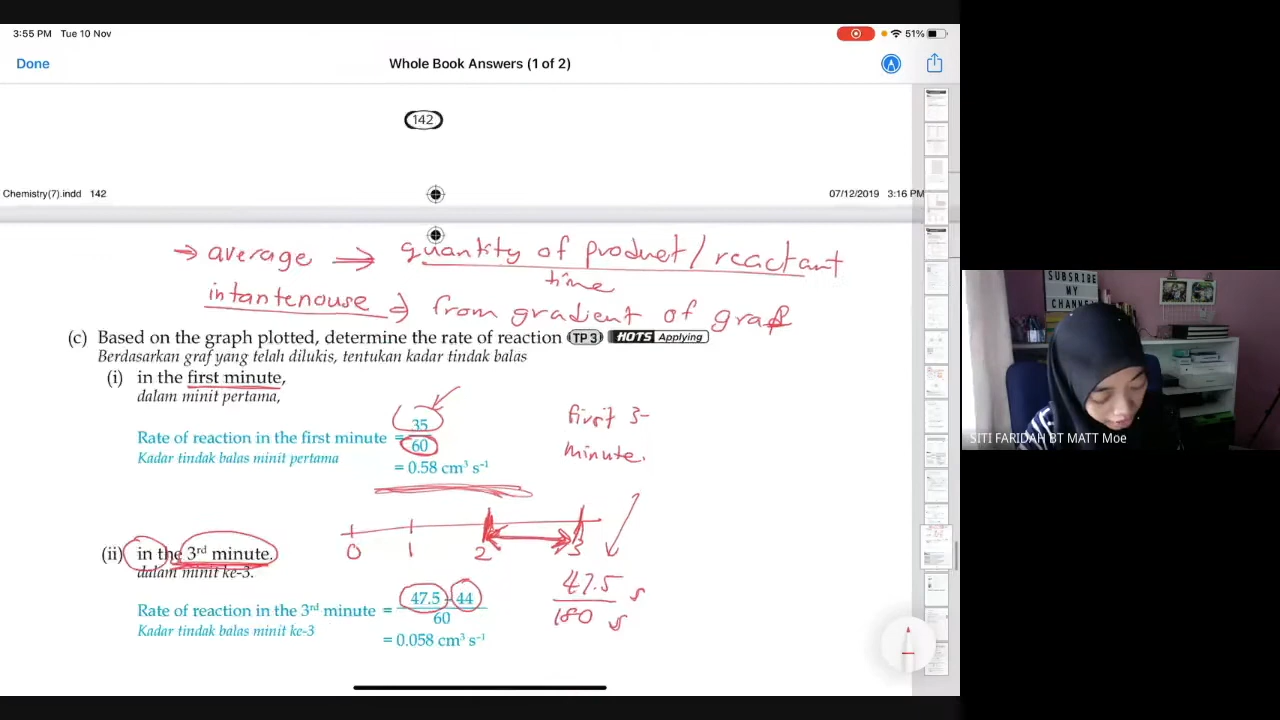 3:55 PM Tue 10 Nov
51%
Done
Whole Book Answers (1 of 2)
142
Chemistry(7).indd 142
07/12/2019 3:16 PM
→ average ⇒ quantity of product / reactant
time
intantenouse ⇒ from gradient of graf
(c) Based on the graph plotted, determine the rate of reaction TP 3 HOTS Applying
Berdasarkan graf yang telah dilukis, tentukan kadar tindak balas
(i) in the first minute,
dalam minit pertama,
35
first 3-
Rate of reaction in the first minute = 60
minute.
Kadar tindak balas minit pertama
= 0.58 cm³ s⁻¹
0 1 2 3
(ii) in the 3rd minute.
dalam minit ke-3.
47.5 – 44
47.5
Rate of reaction in the 3rd minute =
60
180 s
Kadar tindak balas minit ke-3
= 0.058 cm³ s⁻¹
SUBSCRIBE
MY
CHANNEL
SITI FARIDAH BT MATT Moe